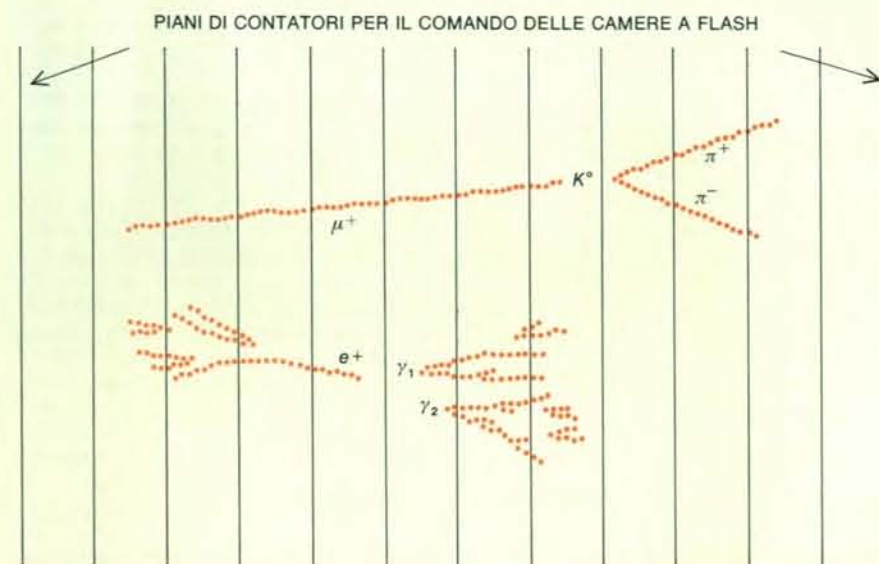 PIANI DI CONTATORI PER IL COMANDO DELLE CAMERE A FLASH
K°
π+
π−
μ+
e+
γ1
γ2